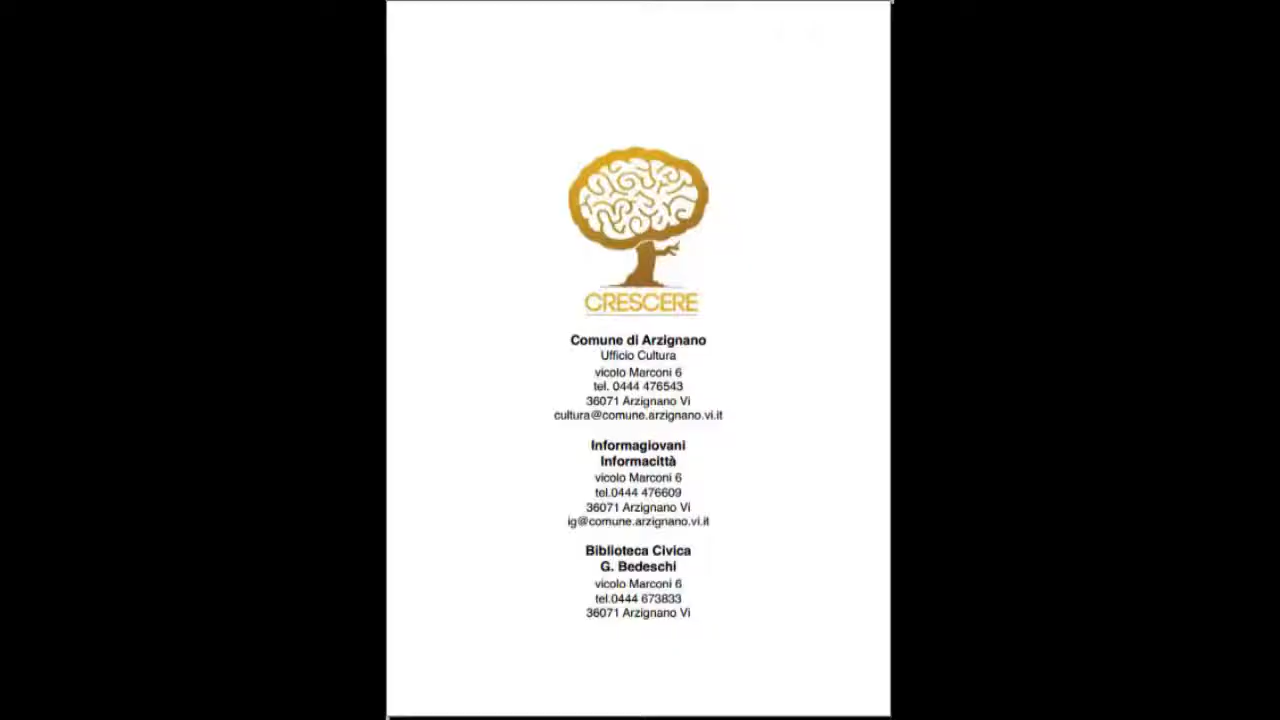 CRESCERE
Comune di Arzignano
Ufficio Cultura
vicolo Marconi 6
tel. 0444 476543
36071 Arzignano Vi
cultura@comune.arzignano.vi.it
Informagiovani
Informacittà
vicolo Marconi 6
tel.0444 476609
36071 Arzignano Vi
ig@comune.arzignano.vi.it
Biblioteca Civica
G. Bedeschi
vicolo Marconi 6
tel.0444 673833
36071 Arzignano Vi